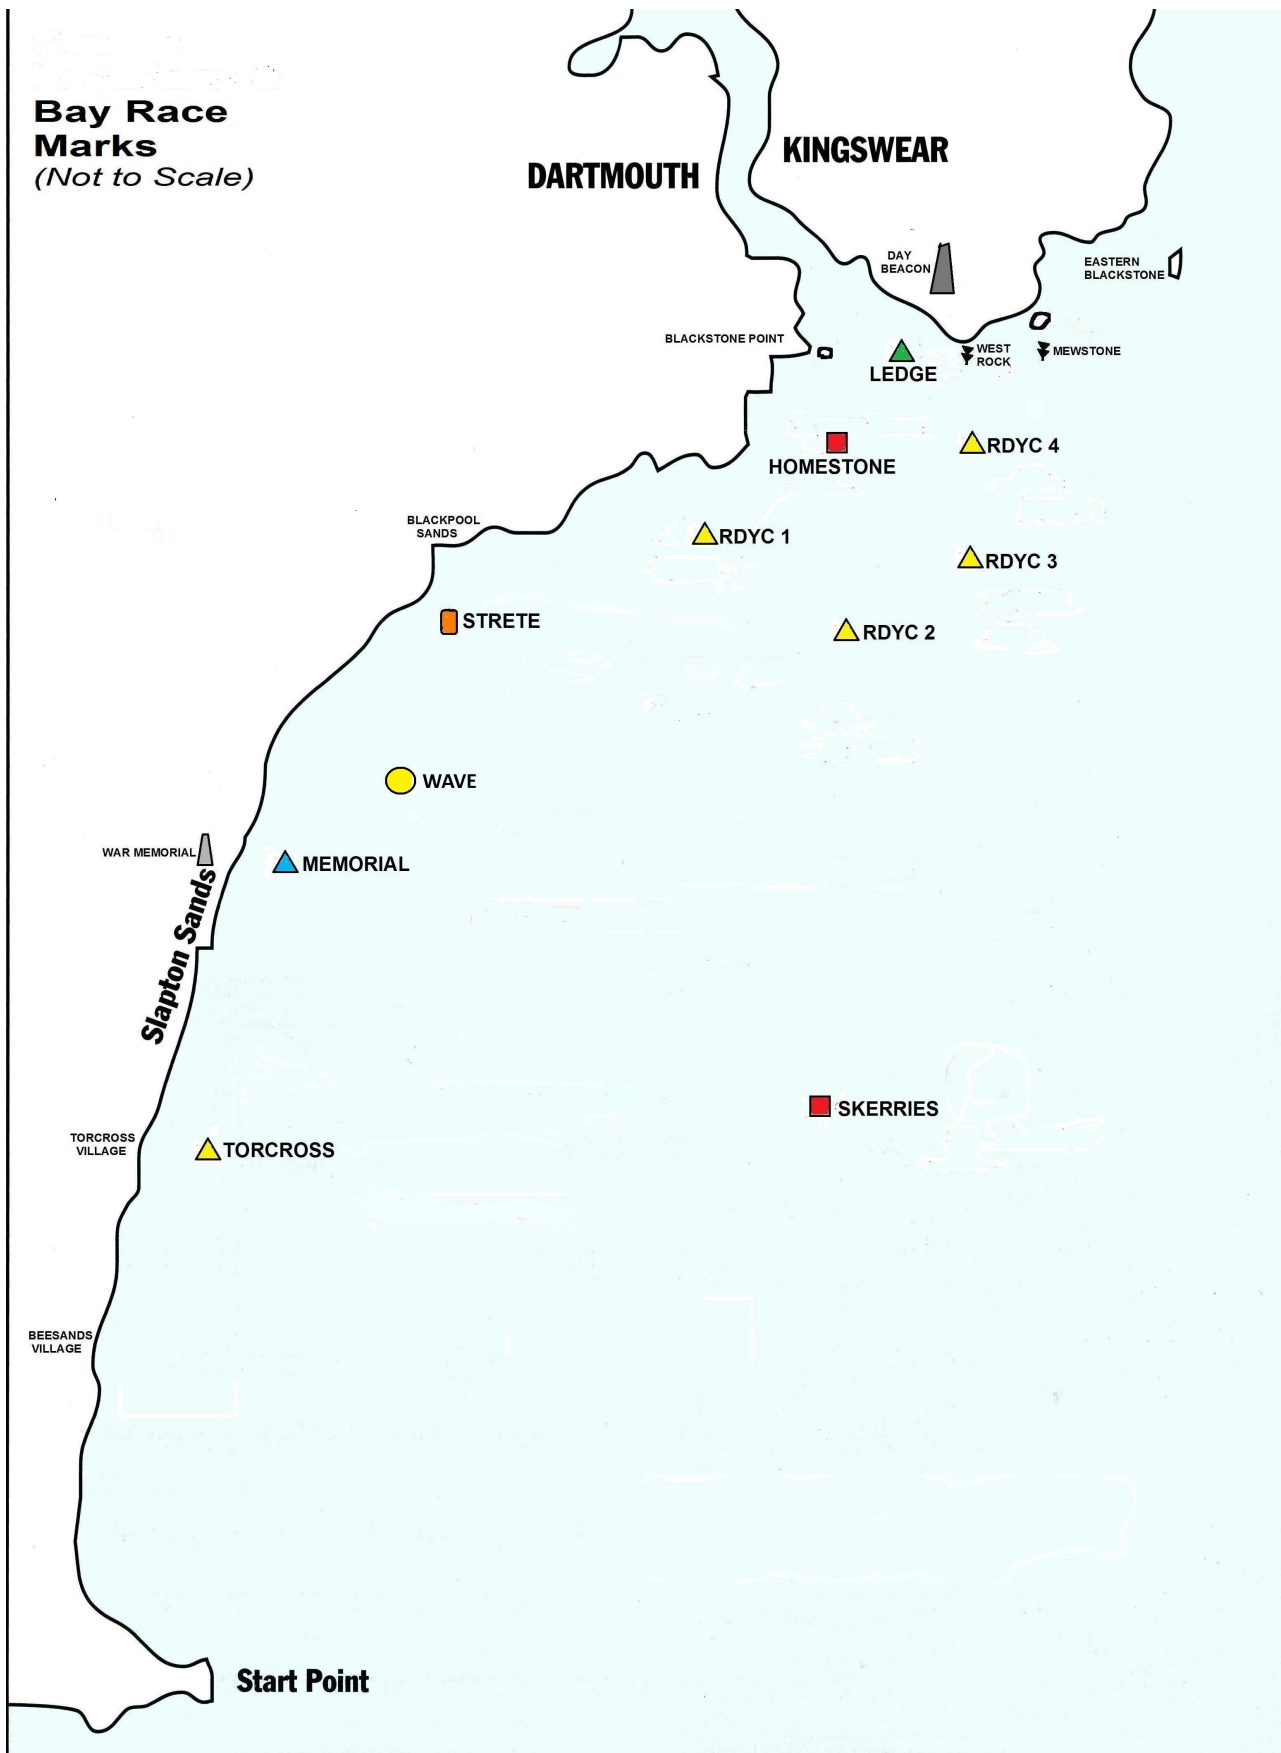 Bay Race
Marks
(Not to Scale)
DARTMOUTH
KINGSWEAR
DAY
BEACON
EASTERN
BLACKSTONE
BLACKSTONE POINT
LEDGE
WEST
ROCK
MEWSTONE
HOMESTONE
RDYC 4
BLACKPOOL
SANDS
RDYC 1
RDYC 3
STRETE
RDYC 2
WAVE
WAR MEMORIAL
MEMORIAL
Slapton Sands
SKERRIES
TORCROSS
VILLAGE
TORCROSS
BEESANDS
VILLAGE
Start Point